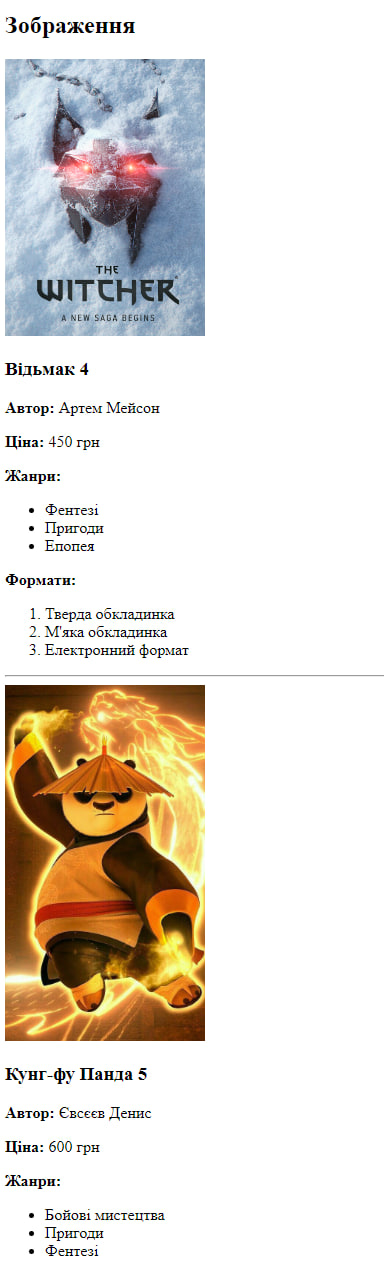 Зображення
THE
WITCHER
A NEW SAGA BEGINS
Відьмак 4
Автор: Артем Мейсон
Ціна: 450 грн
Жанри:
• Фентезі
• Пригоди
• Епопея
Формати:
1. Тверда обкладинка
2. М'яка обкладинка
3. Електронний формат
Кунг-фу Панда 5
Автор: Євсєєв Денис
Ціна: 600 грн
Жанри:
• Бойові мистецтва
• Пригоди
• Фентезі